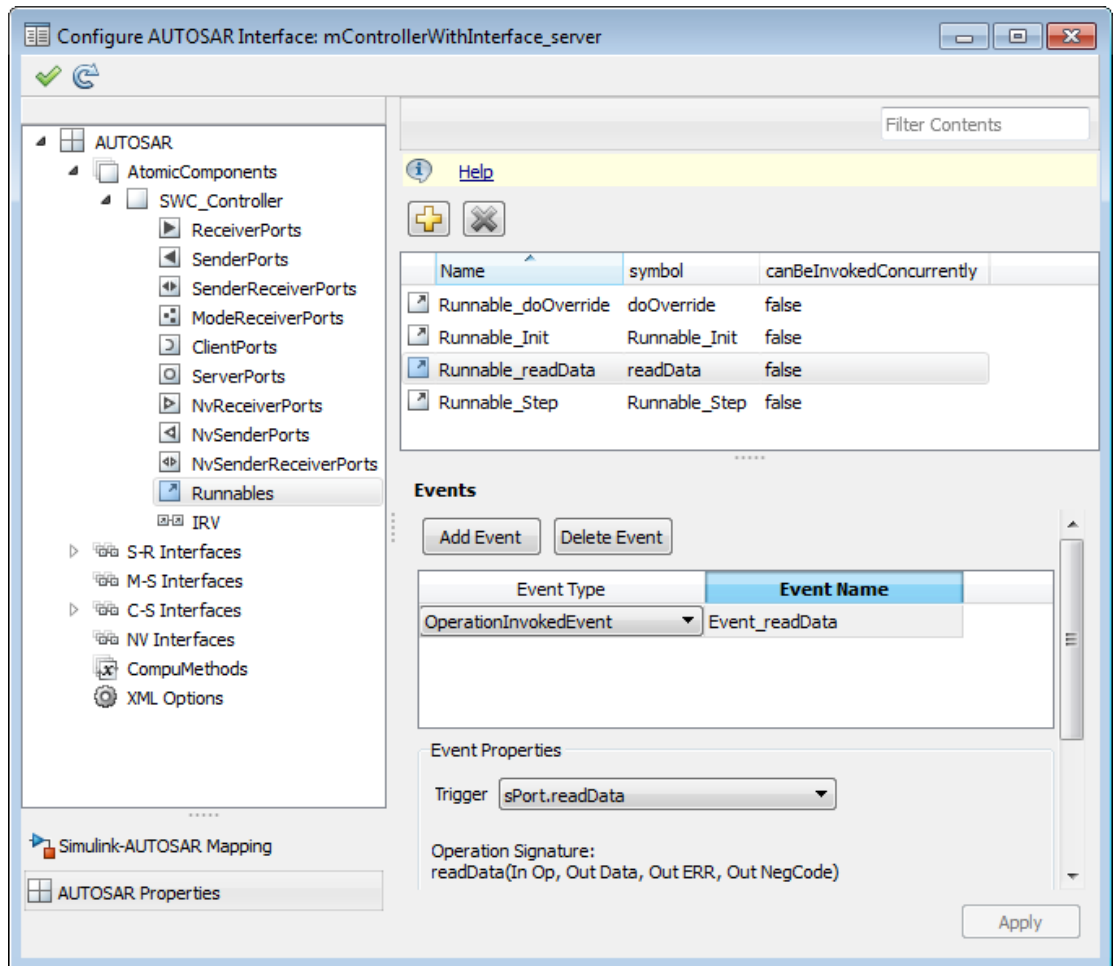 Configure AUTOSAR Interface: mControllerWithInterface_server
Filter Contents
AUTOSAR
AtomicComponents
SWC_Controller
ReceiverPorts
SenderPorts
SenderReceiverPorts
ModeReceiverPorts
ClientPorts
ServerPorts
NvReceiverPorts
NvSenderPorts
NvSenderReceiverPorts
Runnables
IRV
S-R Interfaces
M-S Interfaces
C-S Interfaces
NV Interfaces
CompuMethods
XML Options
Simulink-AUTOSAR Mapping
AUTOSAR Properties
Help
Name symbol canBeInvokedConcurrently
Runnable_doOverride doOverride false
Runnable_Init Runnable_Init false
Runnable_readData readData false
Runnable_Step Runnable_Step false
Events
Add Event Delete Event
Event Type Event Name
OperationInvokedEvent Event_readData
Event Properties
Trigger sPort.readData
Operation Signature:
readData(In Op, Out Data, Out ERR, Out NegCode)
Apply